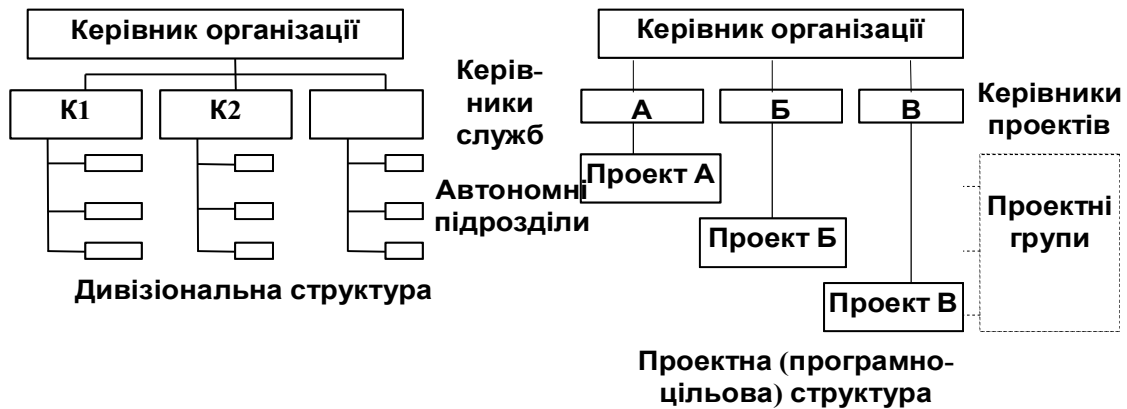 Керівник організації
К1
К2
Керів-
ники
служб
Автономні
підрозділи
Дивізіональна структура
Керівник організації
А
Б
В
Керівники
проектів
Проект А
Проект Б
Проект В
Проектні
групи
Проектна (програмно-
цільова) структура